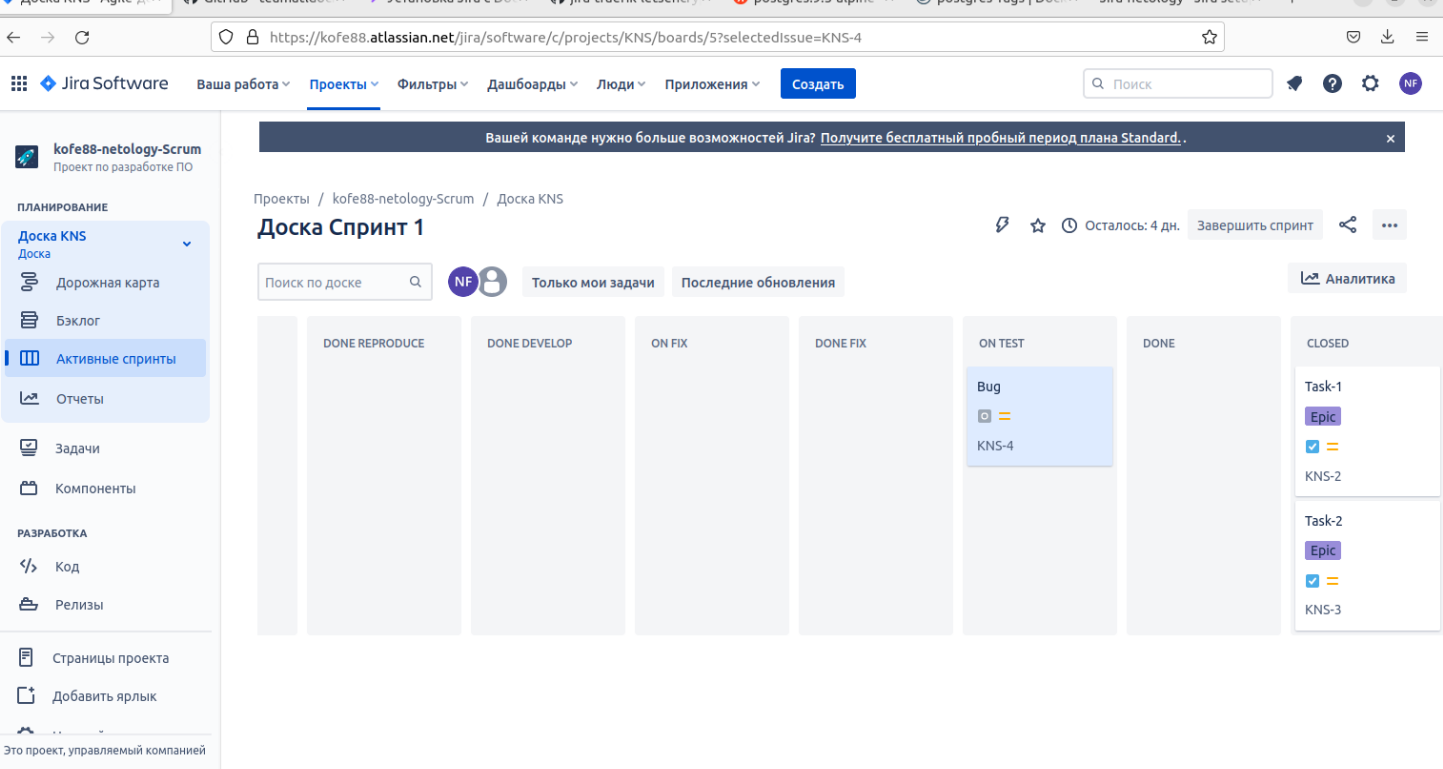 https://kofe88.atlassian.net/jira/software/c/projects/KNS/boards/5?selectedIssue=KNS-4
Jira Software
Ваша работа
Проекты
Фильтры
Дашборды
Люди
Приложения
Создать
Поиск
NF
kofe88-netology-Scrum
Проект по разработке ПО
ПЛАНИРОВАНИЕ
Доска KNS
Доска
Дорожная карта
Бэклог
Активные спринты
Отчеты
Задачи
Компоненты
РАЗРАБОТКА
Код
Релизы
Страницы проекта
Добавить ярлык
Это проект, управляемый компанией
Вашей команде нужно больше возможностей Jira? Получите бесплатный пробный период плана Standard. .
Проекты / kofe88-netology-Scrum / Доска KNS
Доска Спринт 1
Осталось: 4 дн.
Завершить спринт
Поиск по доске
NF
Только мои задачи
Последние обновления
Аналитика
DONE REPRODUCE
DONE DEVELOP
ON FIX
DONE FIX
ON TEST
DONE
CLOSED
Bug
KNS-4
Task-1
Epic
KNS-2
Task-2
Epic
KNS-3